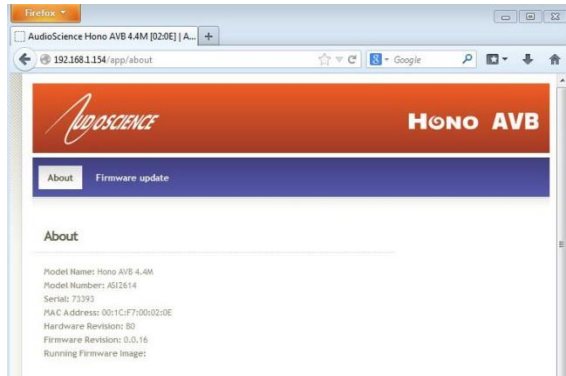 Firefox
AudioScience Hono AVB 4.4M [02:0E] | A...
192.168.1.154/app/about
Google
AUDIOSCIENCE
HONO AVB
About
Firmware update
About
Model Name: Hono AVB 4.4M
Model Number: ASI2614
Serial: 73393
MAC Address: 00:1C:F7:00:02:0E
Hardware Revision: B0
Firmware Revision: 0.0.16
Running Firmware Image: